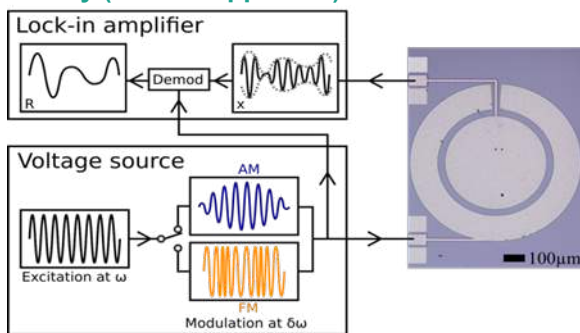 Lock-in amplifier
R
Demod
x
Voltage source
AM
Excitation at ω
FM
Modulation at δω
100μm